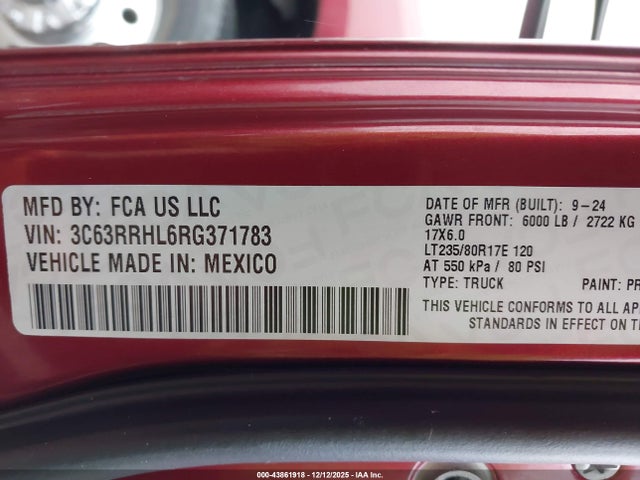 MFD BY: FCA US LLC
VIN: 3C63RRHL6RG371783
VEHICLE MADE IN: MEXICO
DATE OF MFR (BUILT): 9-24
GAWR FRONT: 6000 LB / 2722 KG
17X6.0
LT235/80R17E 120
AT 550 kPa / 80 PSI
TYPE: TRUCK PAINT: PR
THIS VEHICLE CONFORMS TO ALL AP
STANDARDS IN EFFECT ON T
000-43861918 - 12/12/2025 - IAA Inc.